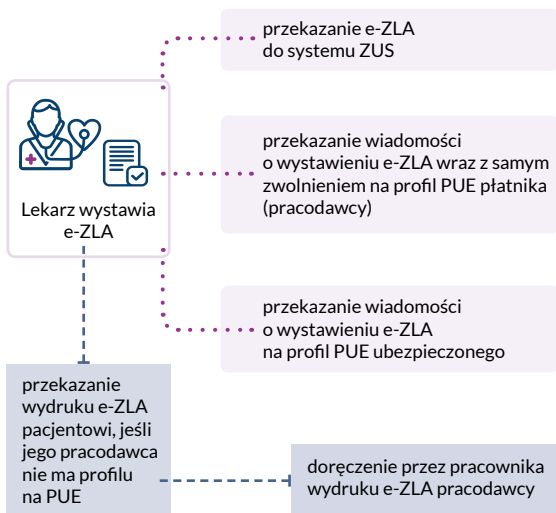 przekazanie e-ZLA
do systemu ZUS
Lekarz wystawia
e-ZLA
przekazanie wiadomości
o wystawieniu e-ZLA wraz z samym
zwolnieniem na profil PUE płatnika
(pracodawcy)
przekazanie wiadomości
o wystawieniu e-ZLA
na profil PUE ubezpieczonego
przekazanie
wydruku e-ZLA
pacjentowi, jeśli
jego pracodawca
nie ma profilu
na PUE
doręczenie przez pracownika
wydruku e-ZLA pracodawcy